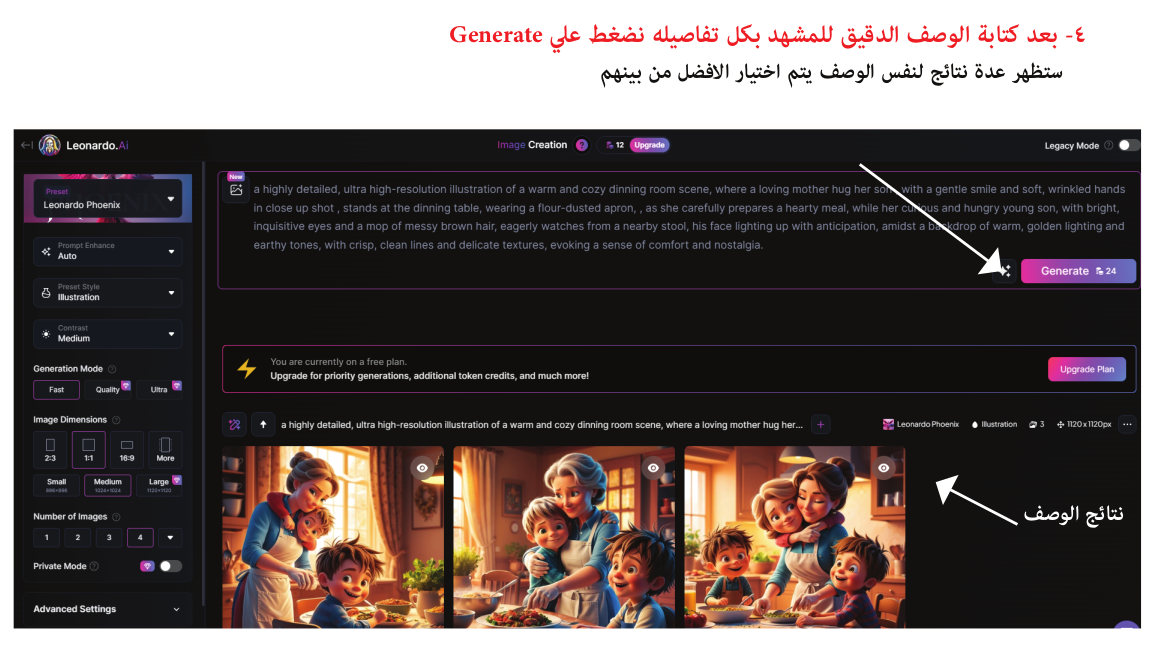 ٤- بعد كتابة الوصف الدقيق للمشهد بكل تفاصيله نضغط علي Generate
ستظهر عدة نتائج لنفس الوصف يتم اختيار الافضل من بينهم
Leonardo.Ai
Image Creation ?
12 Upgrade
Legacy Mode ?
Preset
Leonardo Phoenix
Prompt Enhance
Auto
Preset Style
Illustration
Contrast
Medium
Generation Mode ?
Fast Quality Ultra
Image Dimensions ?
2:3 1:1 16:9 More
Small Medium Large
1024×1024 1120×1120
Number of Images ?
1 2 3 4
Private Mode ?
Advanced Settings
New
a highly detailed, ultra high-resolution illustration of a warm and cozy dinning room scene, where a loving mother hug her son, with a gentle smile and soft, wrinkled hands
in close up shot , stands at the dinning table, wearing a flour-dusted apron, , as she carefully prepares a hearty meal, while her curious and hungry young son, with bright,
inquisitive eyes and a mop of messy brown hair, eagerly watches from a nearby stool, his face lighting up with anticipation, amidst a backdrop of warm, golden lighting and
earthy tones, with crisp, clean lines and delicate textures, evoking a sense of comfort and nostalgia.
Generate 24
You are currently on a free plan.
Upgrade for priority generations, additional token credits, and much more!
Upgrade Plan
a highly detailed, ultra high-resolution illustration of a warm and cozy dinning room scene, where a loving mother hug her...
Leonardo Phoenix Illustration 3 1120 x 1120px
نتائج الوصف